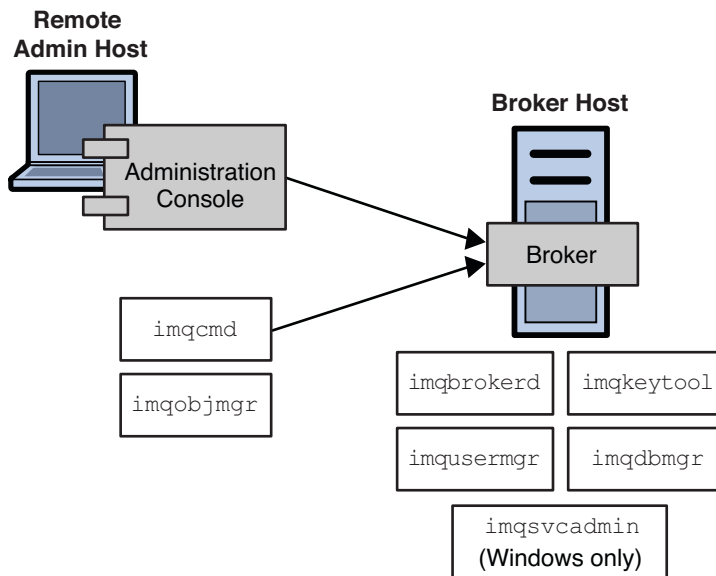 Remote
Admin Host
Administration
Console
Broker Host
Broker
imqcmd
imqobjmgr
imqbrokerd
imqkeytool
imqusermgr
imqdbmgr
imqsvcadmin
(Windows only)